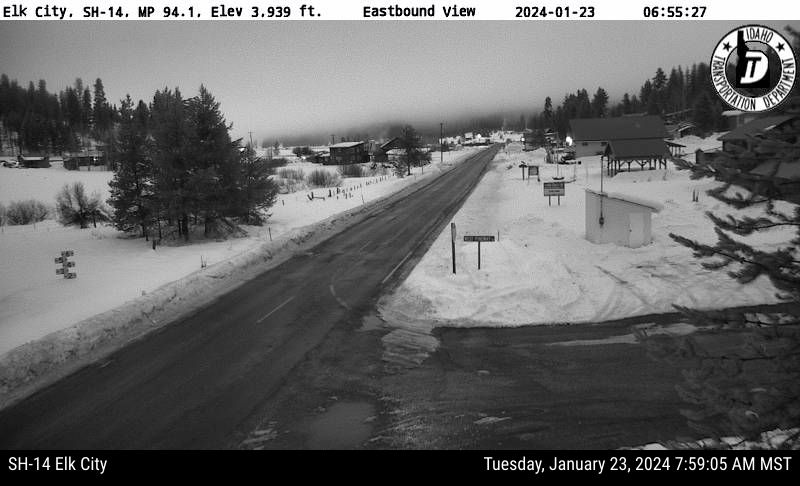 Elk City, SH-14, MP 94.1, Elev 3,939 ft. Eastbound View 2024-01-23 06:55:27
IDAHO
TRANSPORTATION DEPARTMENT
SH-14 Elk City
Tuesday, January 23, 2024 7:59:05 AM MST